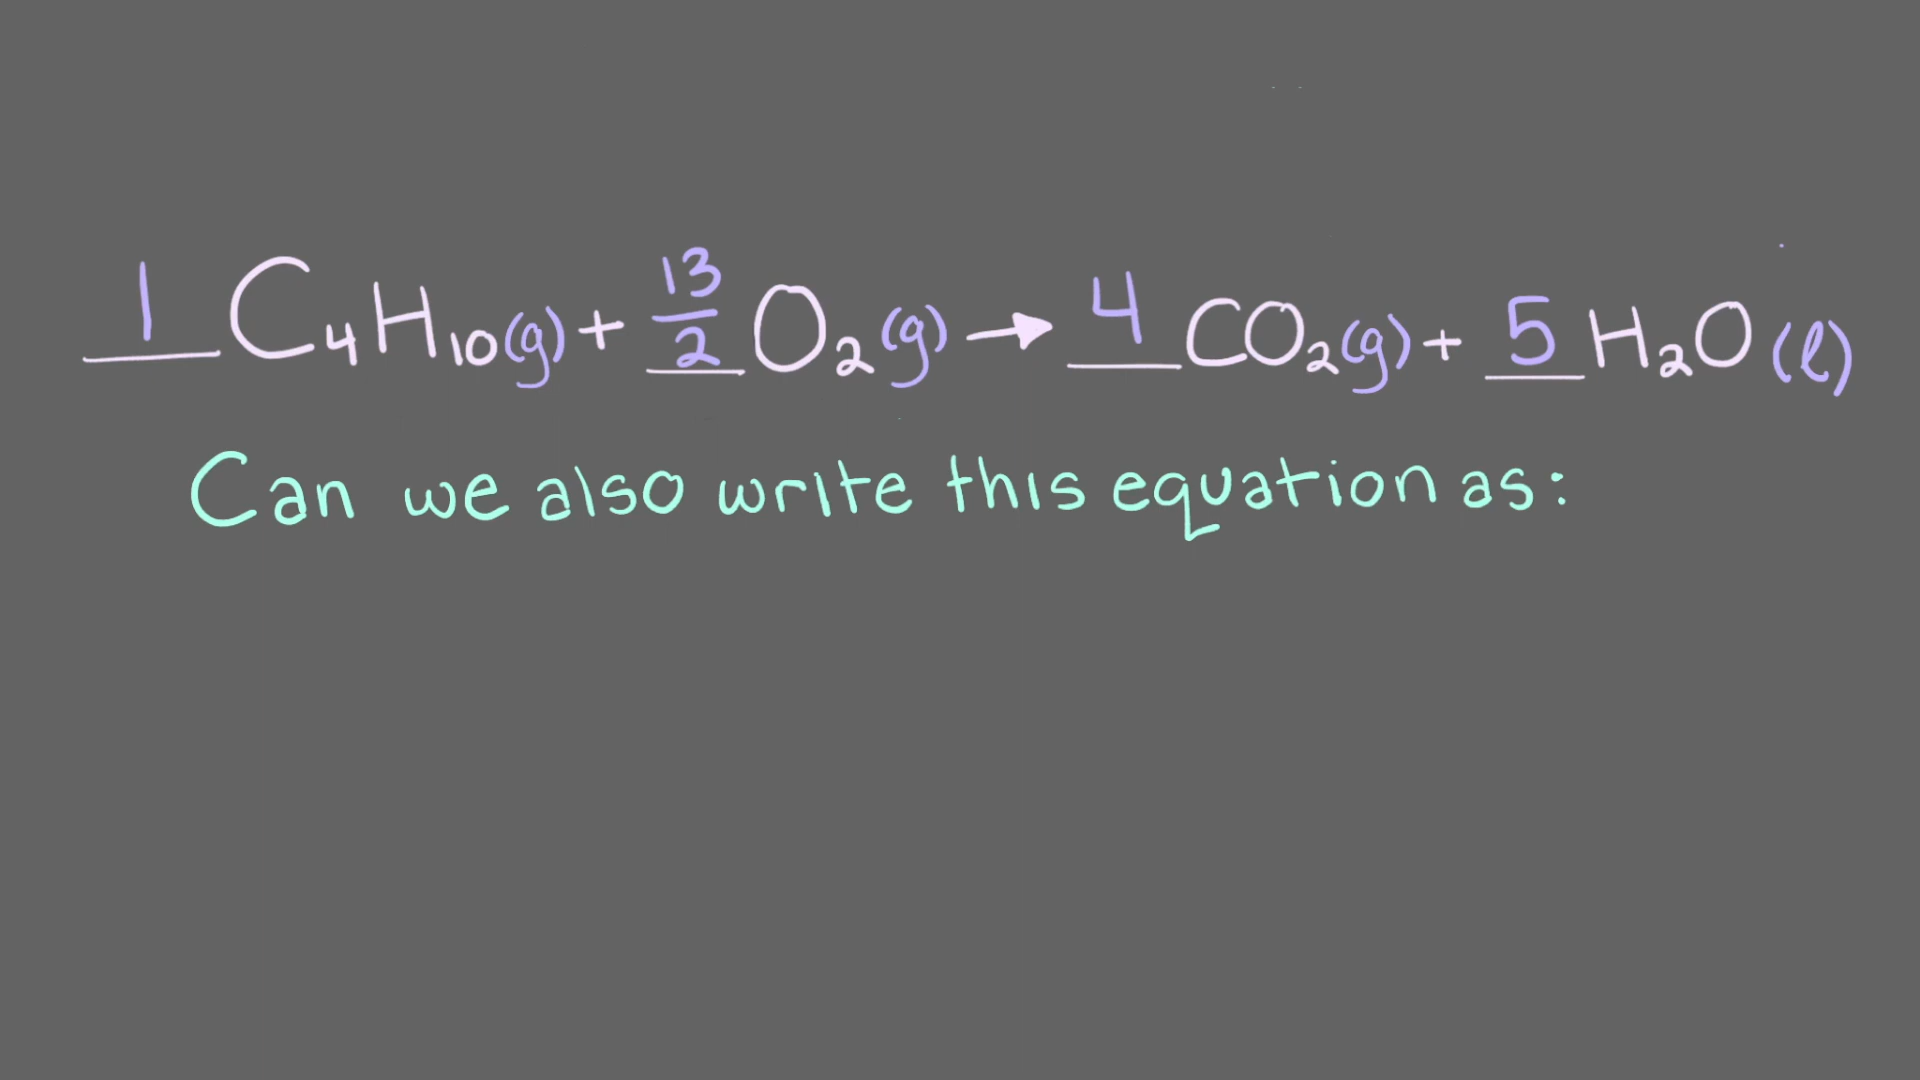 1 C₄H₁₀(g) + 13/2 O₂(g) → 4 CO₂(g) + 5 H₂O(l)
Can we also write this equation as: